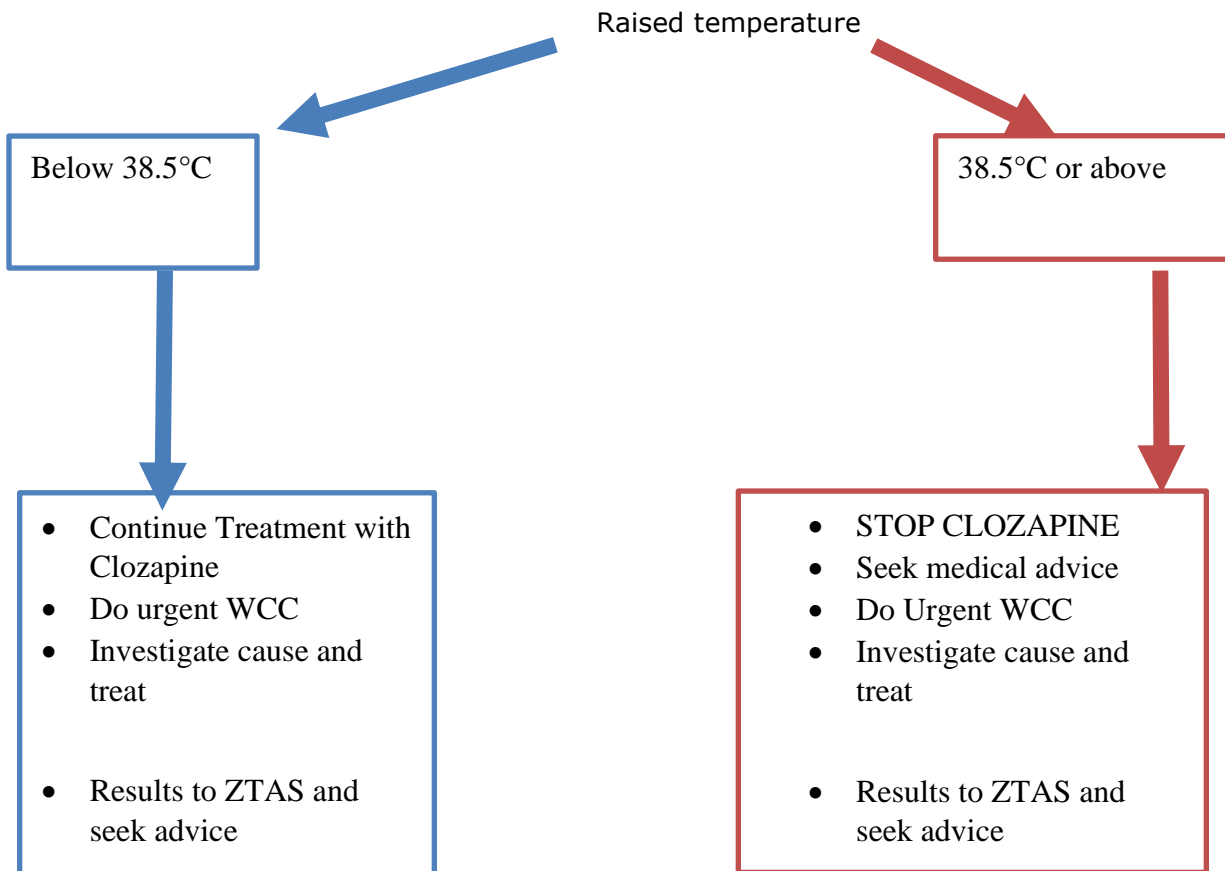 Raised temperature
Below 38.5°C
38.5°C or above
• Continue Treatment with
Clozapine
• Do urgent WCC
• Investigate cause and
treat
• Results to ZTAS and
seek advice
• STOP CLOZAPINE
• Seek medical advice
• Do Urgent WCC
• Investigate cause and
treat
• Results to ZTAS and
seek advice